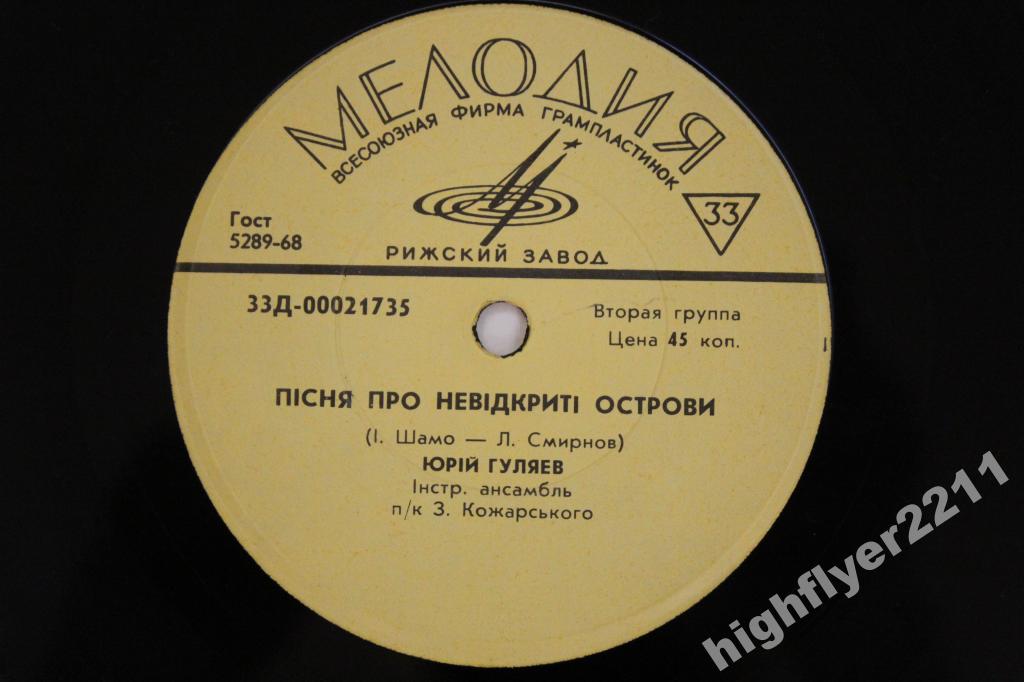 МЕЛОДИЯ
ВСЕСОЮЗНАЯ ФИРМА ГРАМПЛАСТИНОК
33
Гост
5289-68
РИЖСКИЙ ЗАВОД
33Д-00021735
Вторая группа
Цена 45 коп.
ПІСНЯ ПРО НЕВІДКРИТІ ОСТРОВИ
(І. Шамо — Л. Смирнов)
ЮРІЙ ГУЛЯЕВ
Інстр. ансамбль
п/к З. Кожарського
highflyer2211